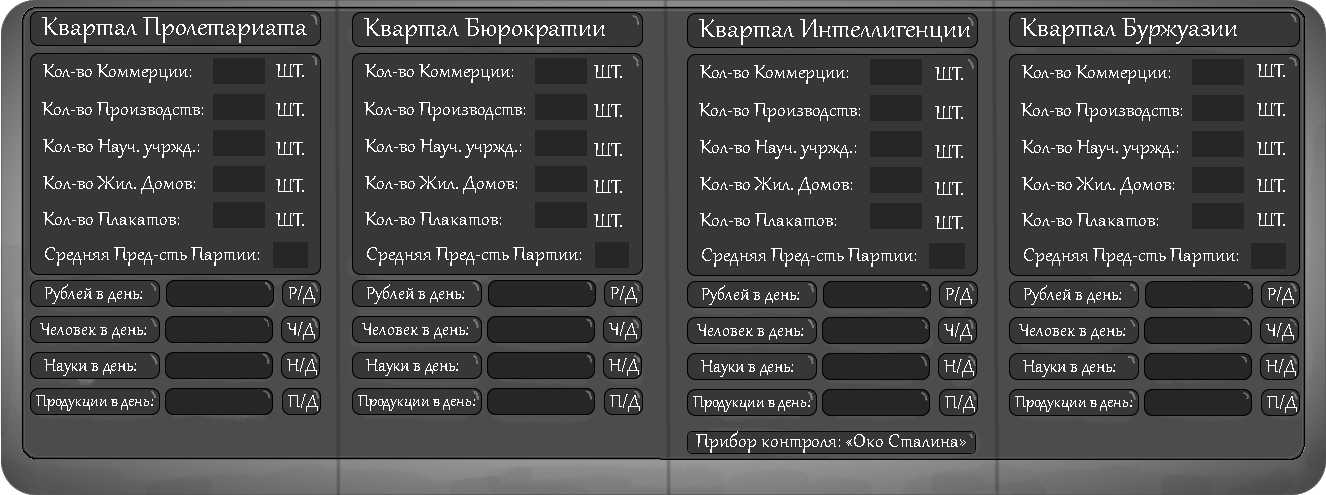 Квартал Пролетариата
Кол-во Коммерции: ШТ.
Кол-во Производств: ШТ.
Кол-во Науч. учржд.: ШТ.
Кол-во Жил. Домов: ШТ.
Кол-во Плакатов: ШТ.
Средняя Пред-сть Партии:
Рублей в день: Р/Д
Человек в день: Ч/Д
Науки в день: Н/Д
Продукции в день: П/Д
Квартал Бюрократии
Кол-во Коммерции: ШТ.
Кол-во Производств: ШТ.
Кол-во Науч. учржд.: ШТ.
Кол-во Жил. Домов: ШТ.
Кол-во Плакатов: ШТ.
Средняя Пред-сть Партии:
Рублей в день: Р/Д
Человек в день: Ч/Д
Науки в день: Н/Д
Продукции в день: П/Д
Квартал Интеллигенции
Кол-во Коммерции: ШТ.
Кол-во Производств: ШТ.
Кол-во Науч. учржд.: ШТ.
Кол-во Жил. Домов: ШТ.
Кол-во Плакатов: ШТ.
Средняя Пред-сть Партии:
Рублей в день: Р/Д
Человек в день: Ч/Д
Науки в день: Н/Д
Продукции в день: П/Д
Прибор контроля: «Око Сталина»
Квартал Буржуазии
Кол-во Коммерции: ШТ.
Кол-во Производств: ШТ.
Кол-во Науч. учржд.: ШТ.
Кол-во Жил. Домов: ШТ.
Кол-во Плакатов: ШТ.
Средняя Пред-сть Партии:
Рублей в день: Р/Д
Человек в день: Ч/Д
Науки в день: Н/Д
Продукции в день: П/Д